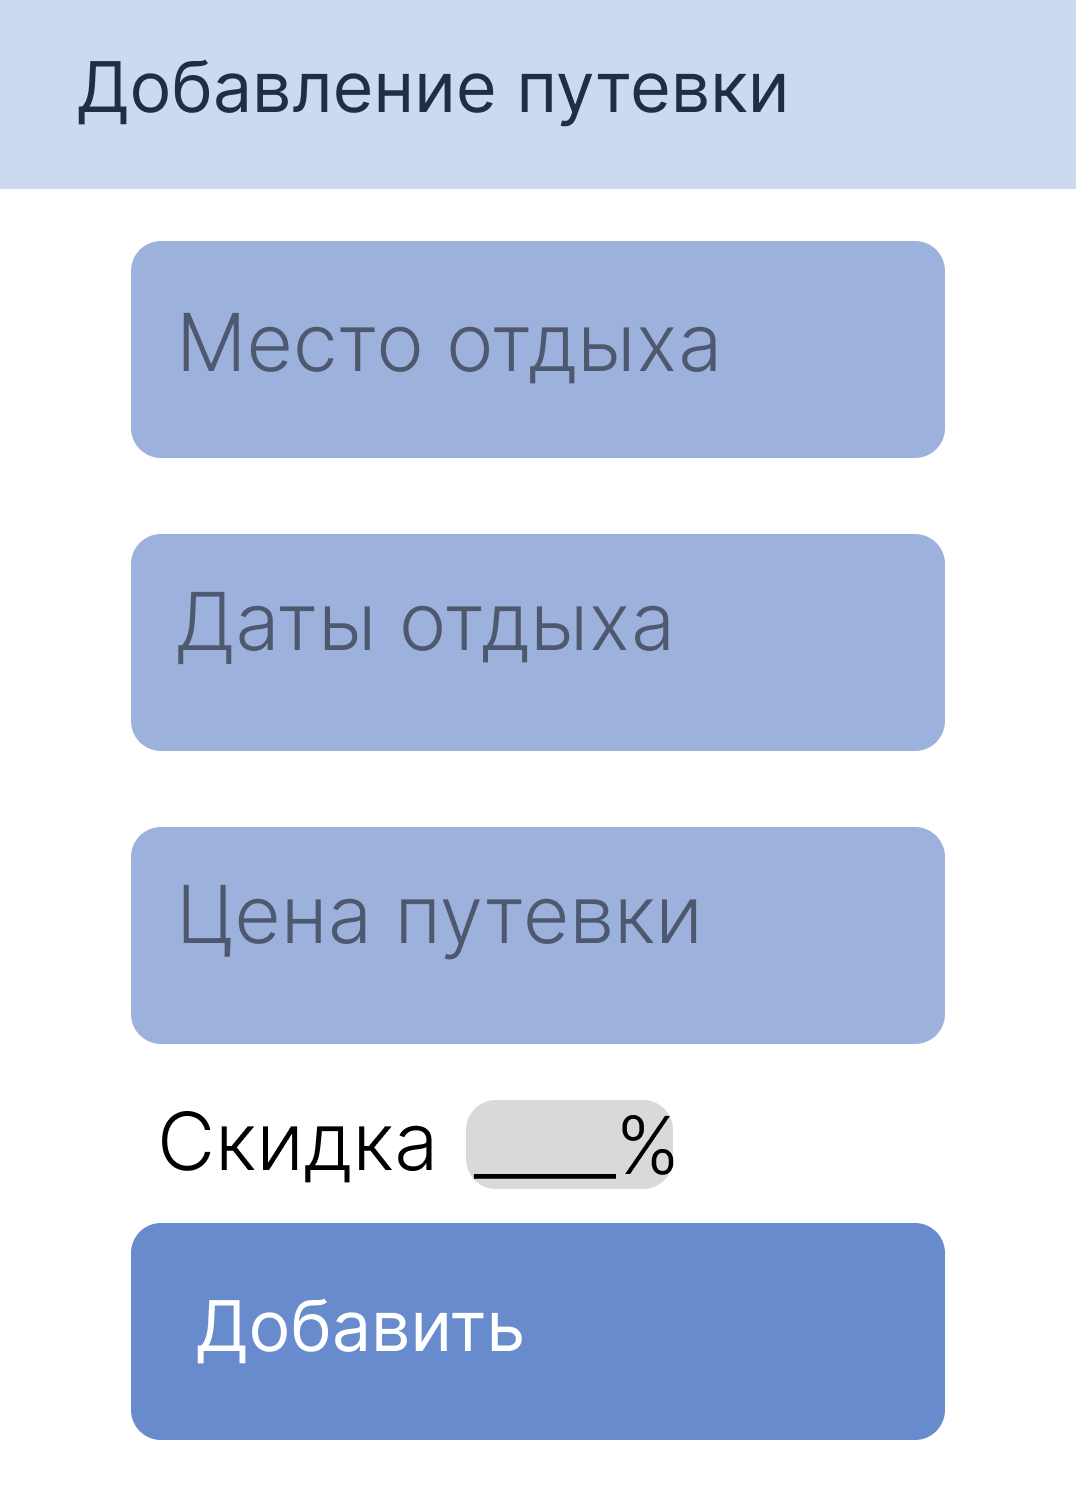 Добавление путевки
Место отдыха
Даты отдыха
Цена путевки
Скидка ____%
Добавить